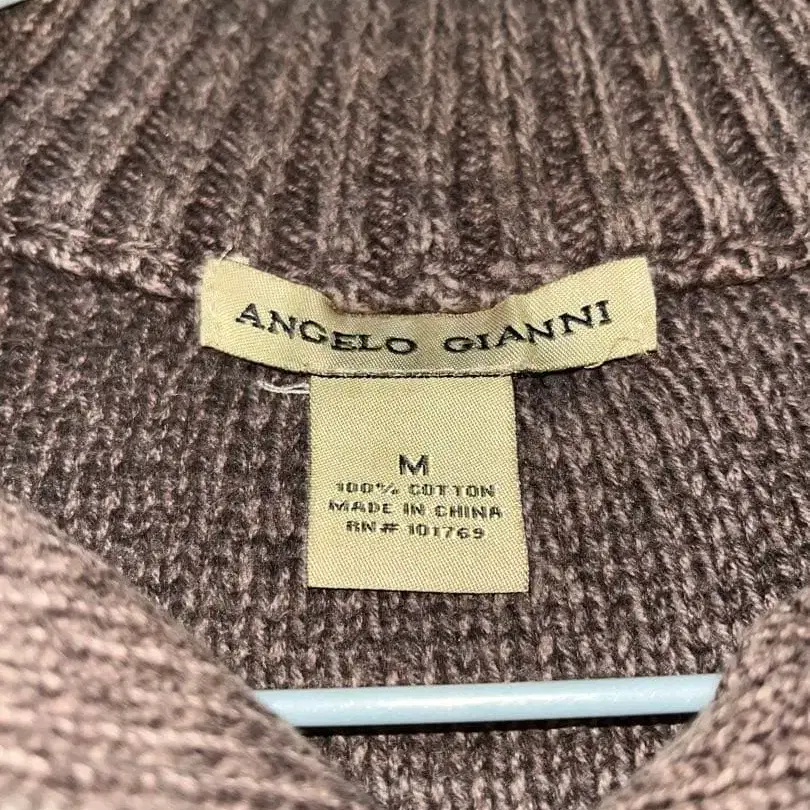 ANGELO GIANNI
M
100% COTTON
MADE IN CHINA
RN# 101769